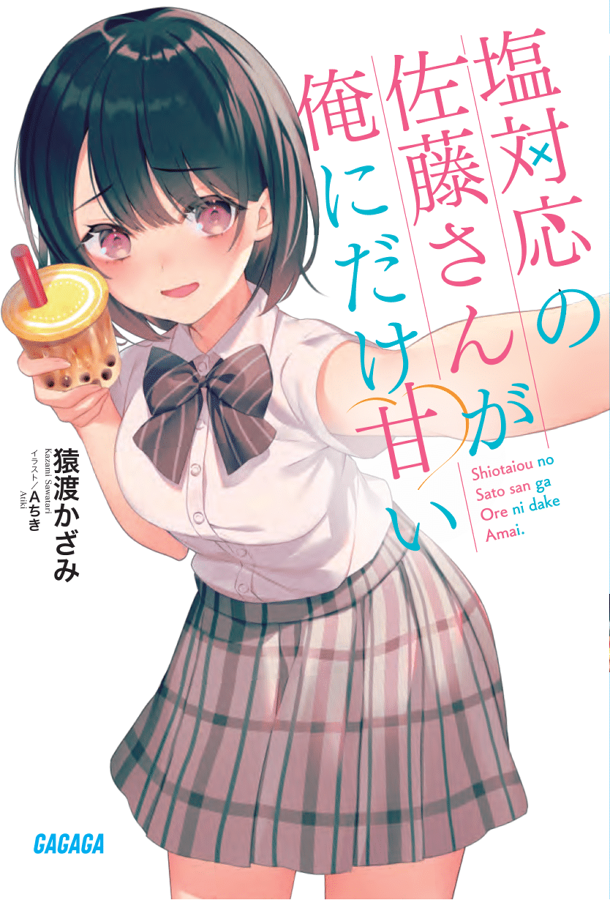 塩対応の
佐藤さんが
俺にだけ甘い
Shiotaiou no
Sato san ga
Ore ni dake
Amai.
猿渡かざみ
Kazami Sawatari
イラスト／Aちき
Atiki
GAGAGA